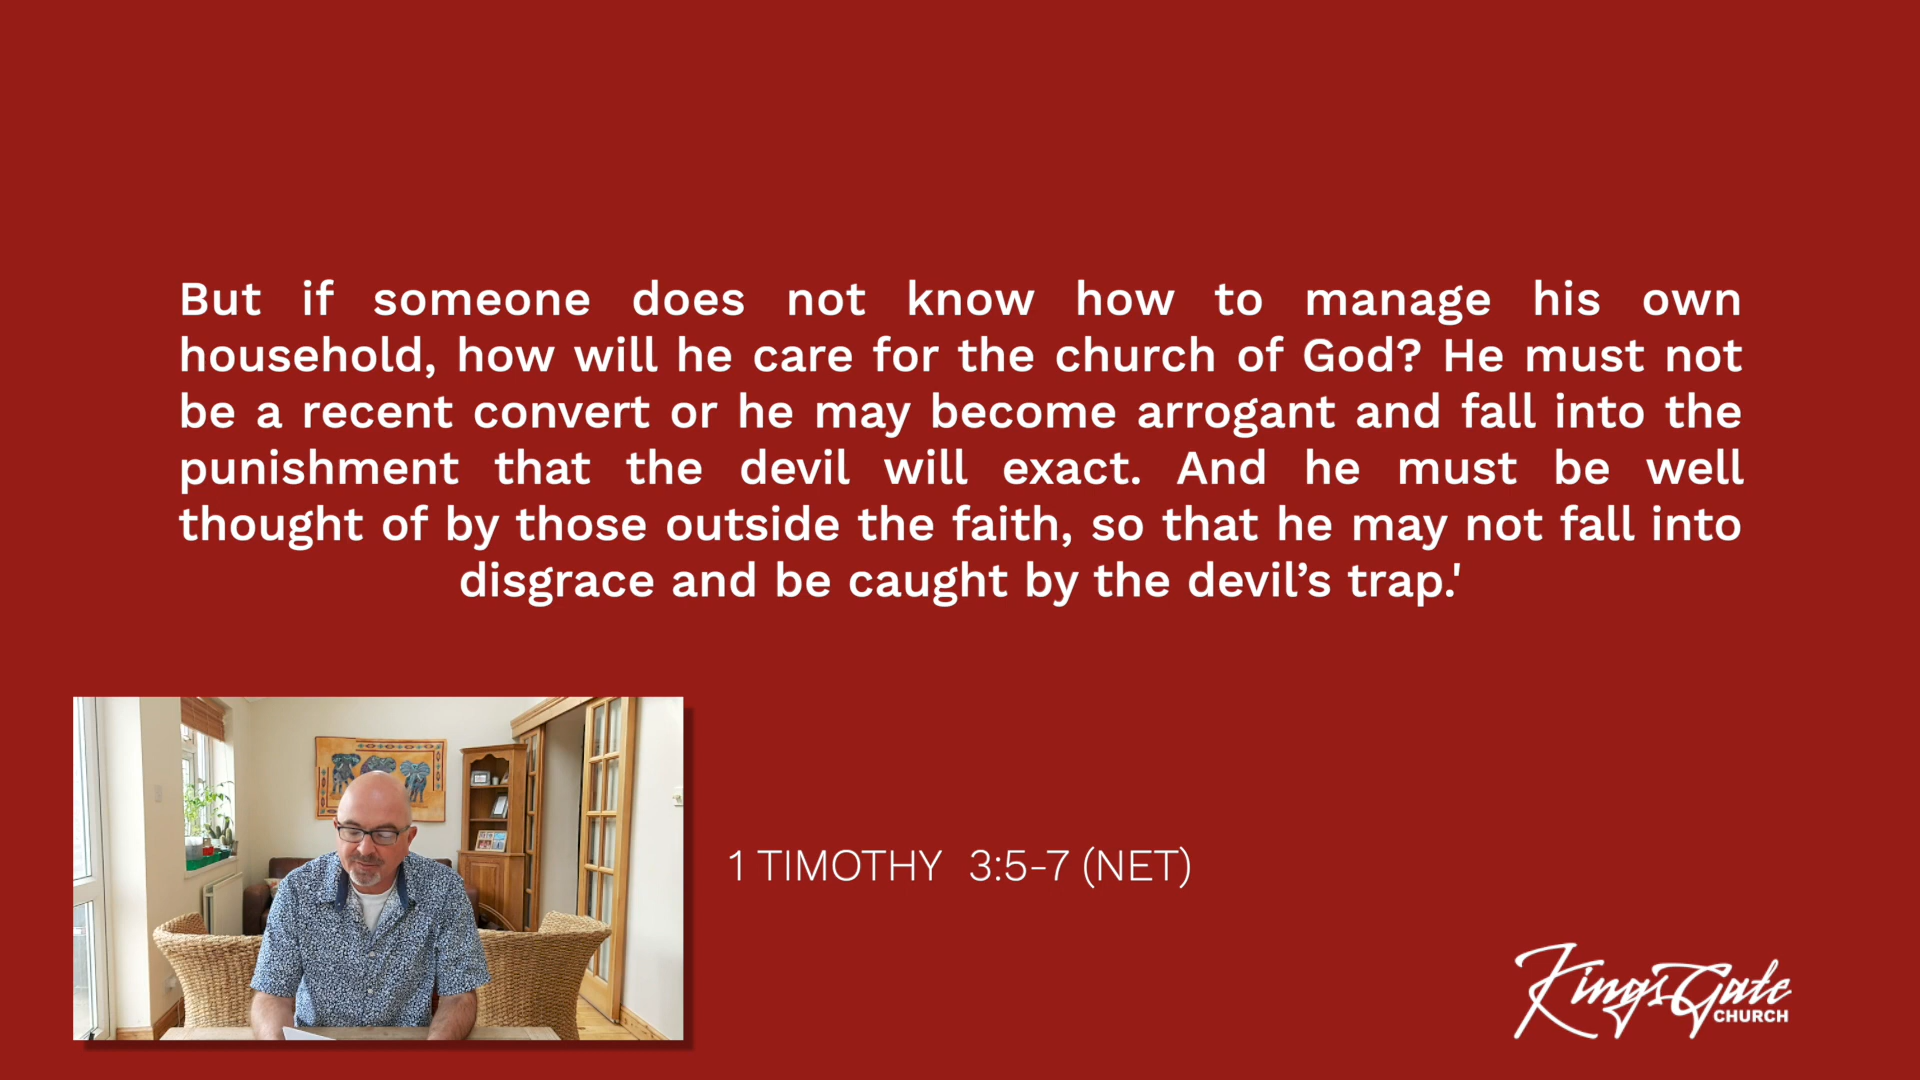 But if someone does not know how to manage his own
household, how will he care for the church of God? He must not
be a recent convert or he may become arrogant and fall into the
punishment that the devil will exact. And he must be well
thought of by those outside the faith, so that he may not fall into
disgrace and be caught by the devil’s trap.'
1 TIMOTHY  3:5-7 (NET)
King'sGate
CHURCH